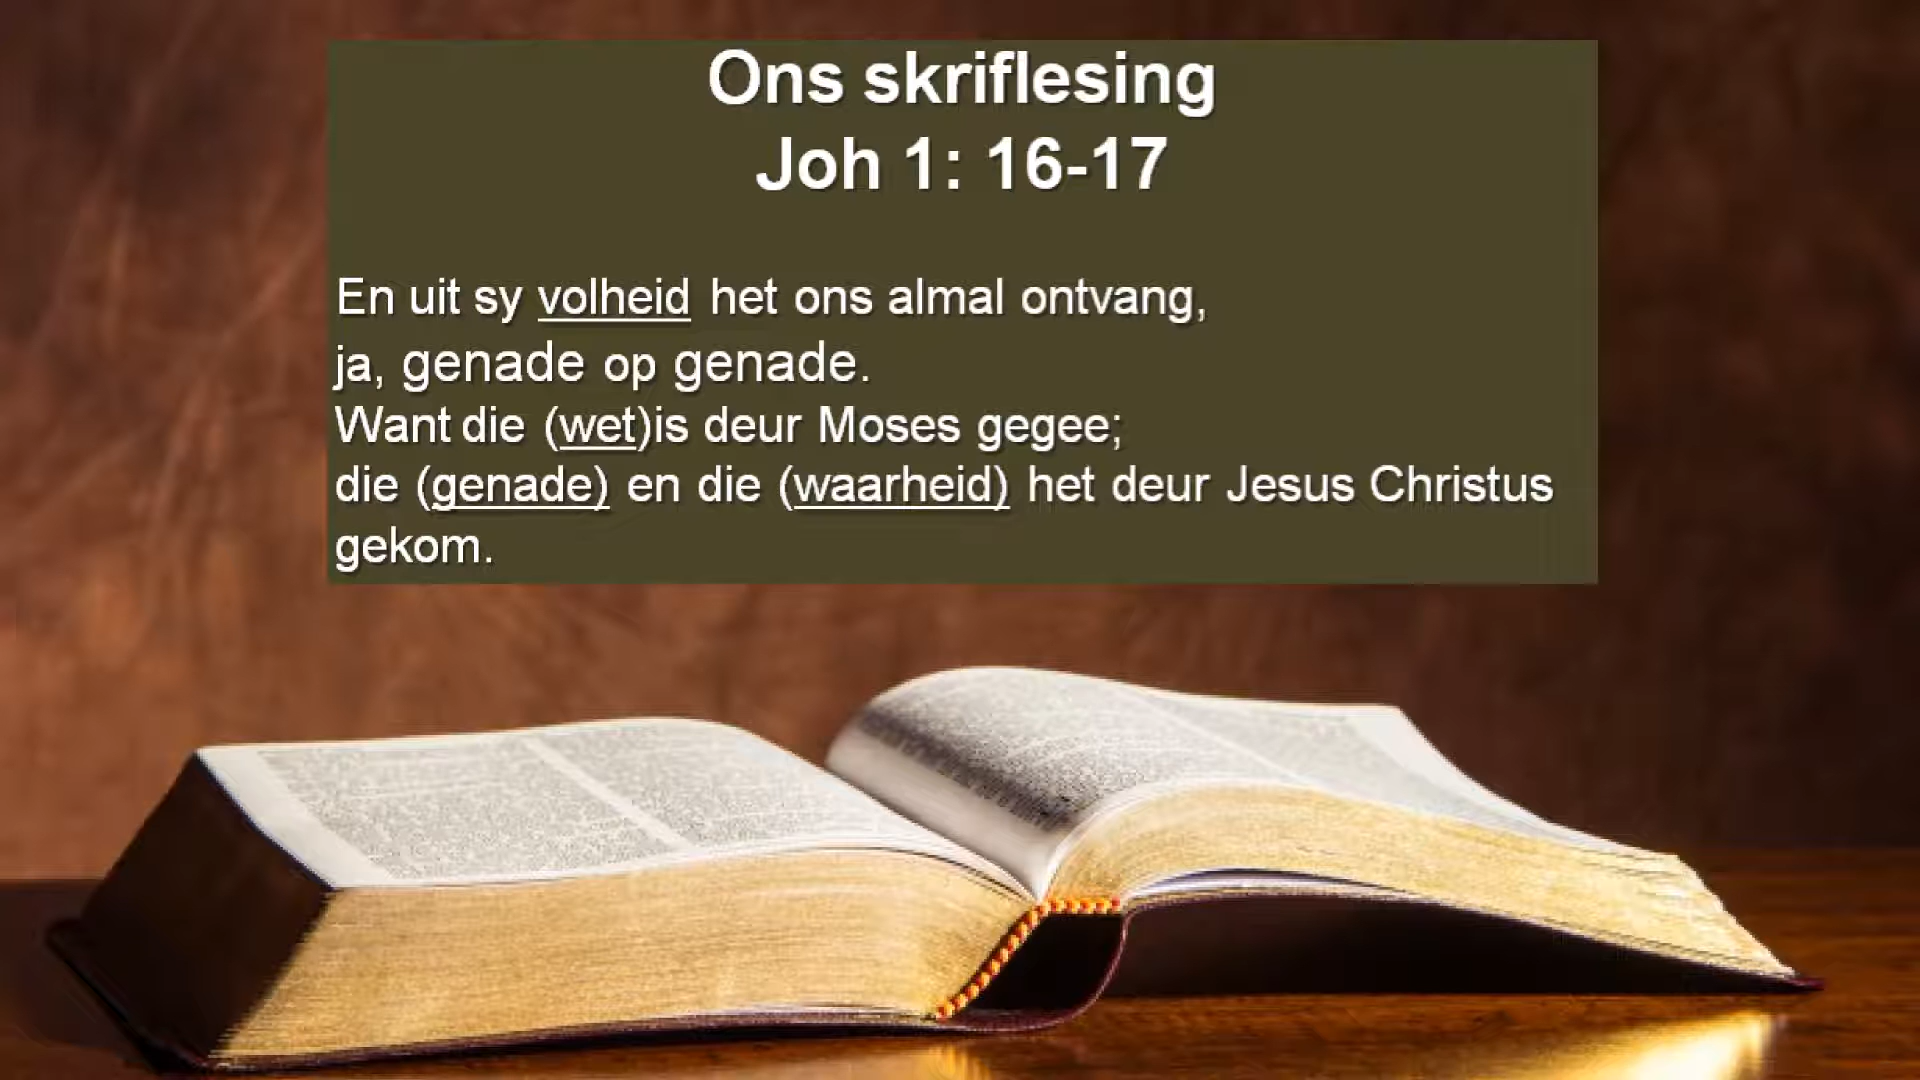 Ons skriflesing
Joh 1: 16-17
En uit sy volheid het ons almal ontvang,
ja, genade op genade.
Want die (wet)is deur Moses gegee;
die (genade) en die (waarheid) het deur Jesus Christus
gekom.